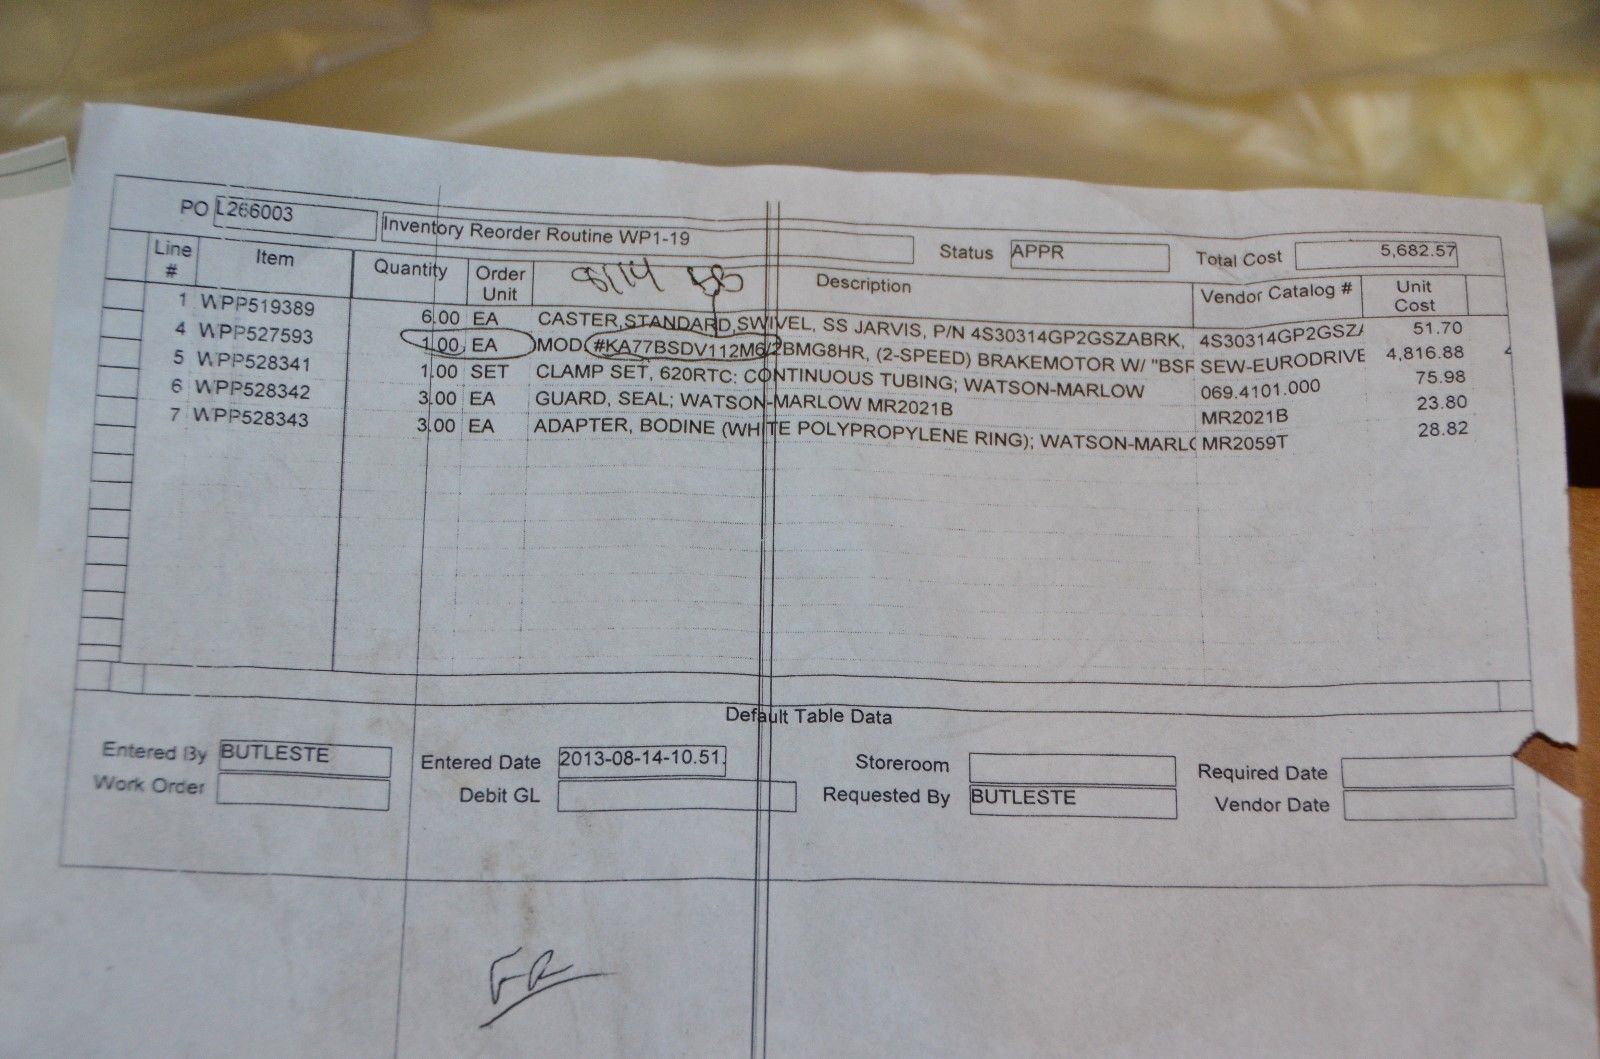 PO L266003 Inventory Reorder Routine WP1-19 Status APPR Total Cost 5,682.57
Line # Item Quantity Order Unit Description Vendor Catalog # Unit Cost
8/14 BB
1 WPP519389 6.00 EA CASTER,STANDARD,SWIVEL, SS JARVIS, P/N 4S30314GP2GSZABRK, 4S30314GP2GSZ 51.70
4 WPP527593 1.00 EA MOD #KA77BSDV112M6/2BMG8HR, (2-SPEED) BRAKEMOTOR W/ "BSF SEW-EURODRIVE 4,816.88
5 WPP528341 1.00 SET CLAMP SET, 620RTC: CONTINUOUS TUBING; WATSON-MARLOW 069.4101.000 75.98
6 WPP528342 3.00 EA GUARD, SEAL; WATSON-MARLOW MR2021B MR2021B 23.80
7 WPP528343 3.00 EA ADAPTER, BODINE (WHITE POLYPROPYLENE RING); WATSON-MARLO MR2059T 28.82
Default Table Data
Entered By BUTLESTE Entered Date 2013-08-14-10.51. Storeroom Required Date
Work Order Debit GL Requested By BUTLESTE Vendor Date